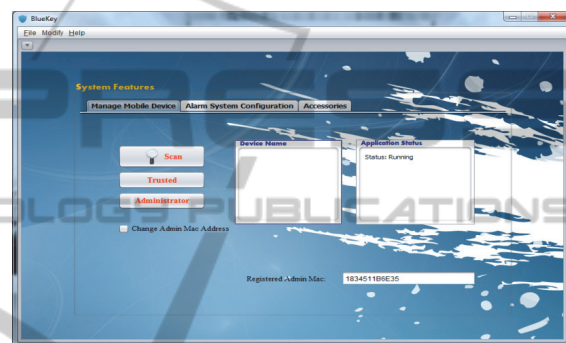 BlueKey
File Modify Help
System Features
Manage Mobile Device Alarm System Configuration Accessories
Device Name Application Status
Scan Status: Running
Trusted
Administrator
Change Admin Mac Address
Registered Admin Mac: 1834511B6E35
LOGS PUBLICATIONS